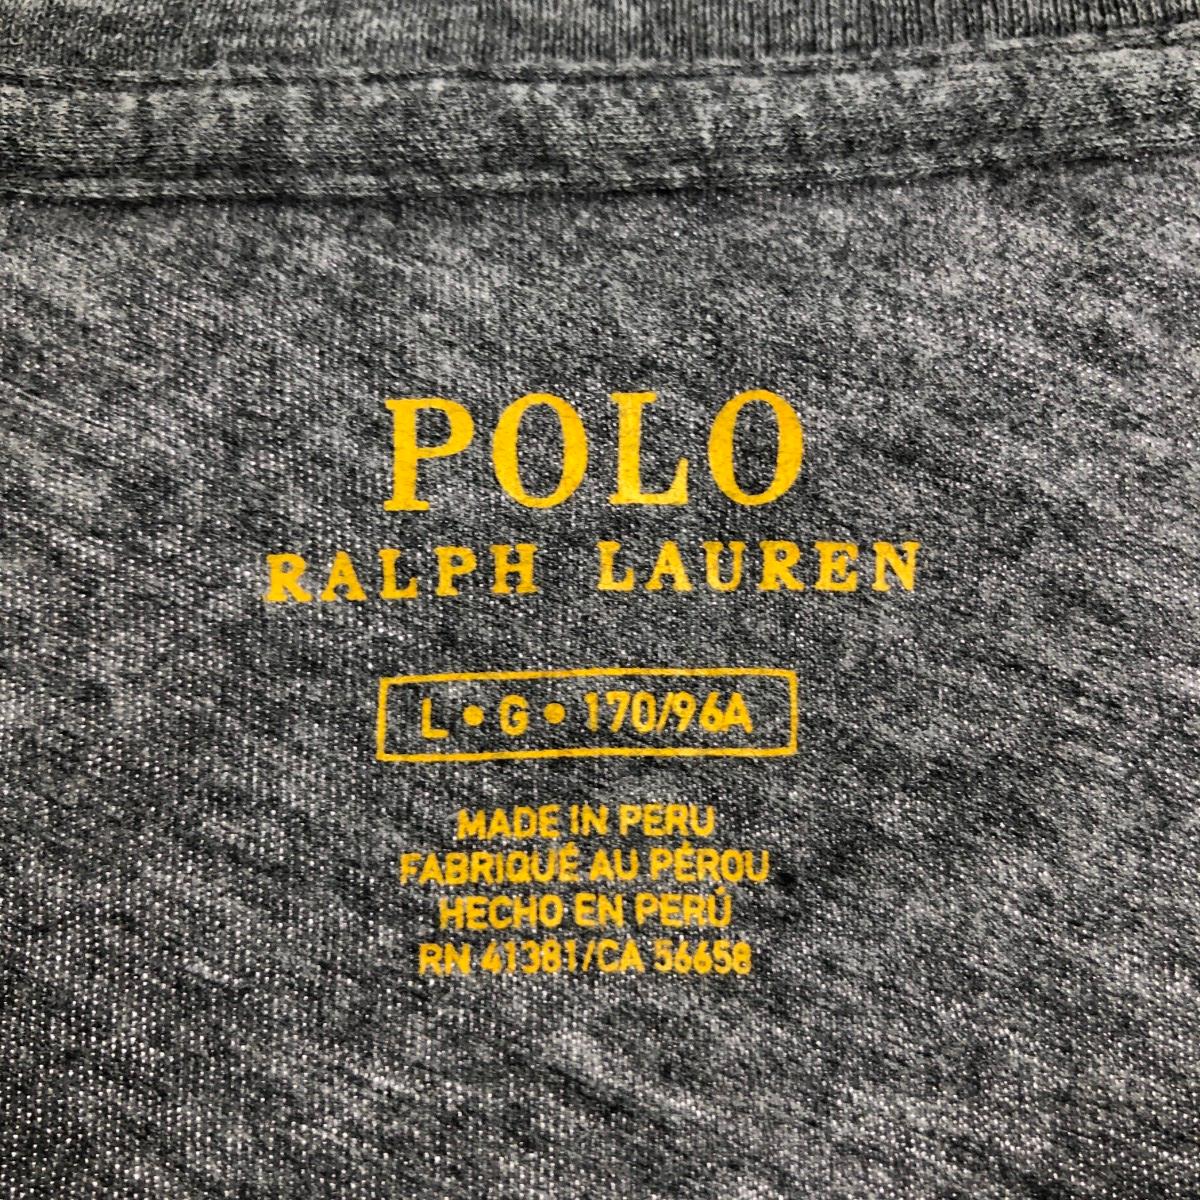 POLO
RALPH LAUREN
L • G • 170/96A
MADE IN PERU
FABRIQUÉ AU PÉROU
HECHO EN PERÚ
RN 41381/CA 56658